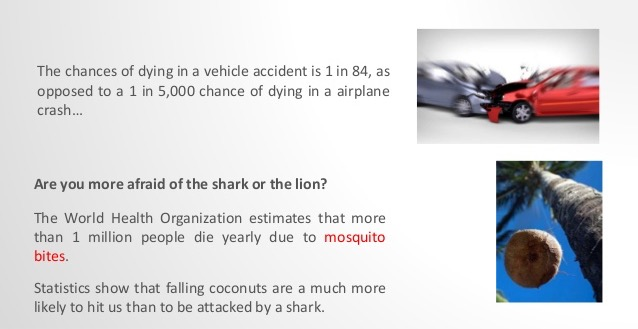 The chances of dying in a vehicle accident is 1 in 84, as
opposed to a 1 in 5,000 chance of dying in a airplane
crash…
Are you more afraid of the shark or the lion?
The World Health Organization estimates that more
than 1 million people die yearly due to mosquito
bites.
Statistics show that falling coconuts are a much more
likely to hit us than to be attacked by a shark.